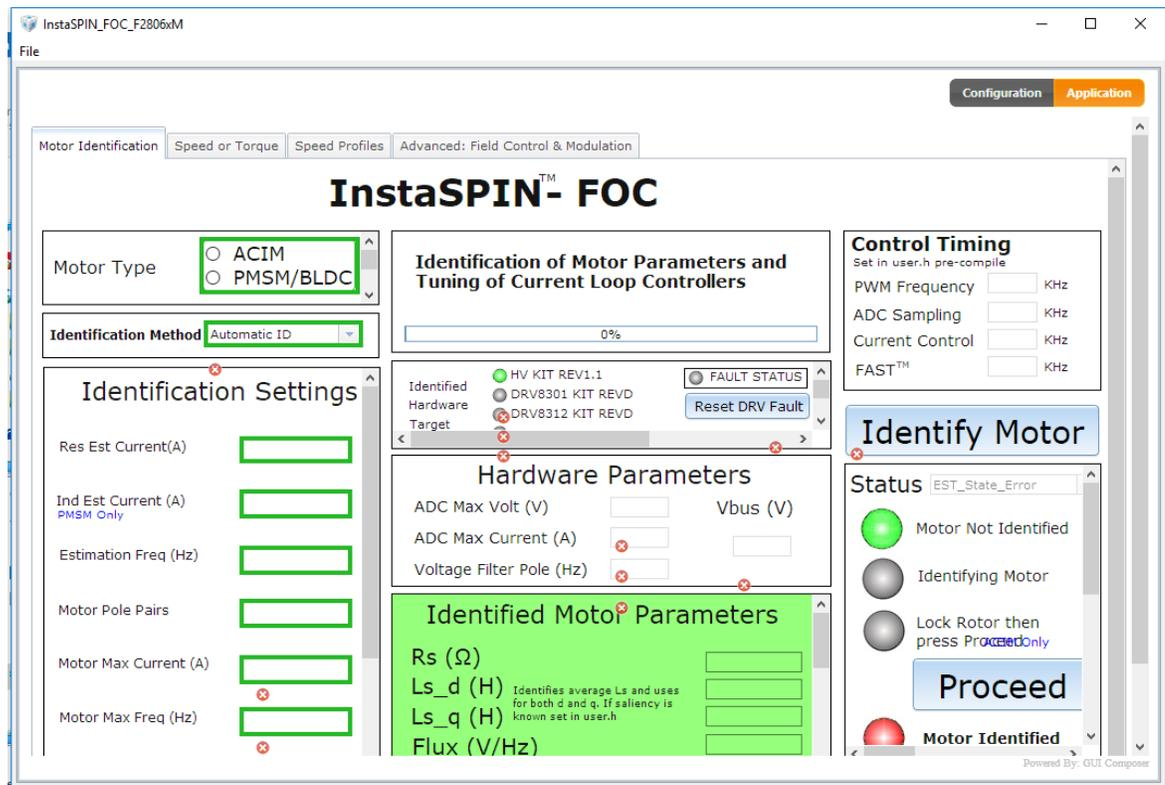 InstaSPIN_FOC_F2806xM
File
Configuration
Application
Motor Identification
Speed or Torque
Speed Profiles
Advanced: Field Control & Modulation
InstaSPIN™- FOC
Motor Type
ACIM
PMSM/BLDC
Identification Method
Automatic ID
Identification Settings
Res Est Current(A)
Ind Est Current (A)
PMSM Only
Estimation Freq (Hz)
Motor Pole Pairs
Motor Max Current (A)
Motor Max Freq (Hz)
Identification of Motor Parameters and
Tuning of Current Loop Controllers
0%
Identified
Hardware
Target
HV KIT REV1.1
DRV8301 KIT REVD
DRV8312 KIT REVD
FAULT STATUS
Reset DRV Fault
Hardware Parameters
ADC Max Volt (V)
ADC Max Current (A)
Voltage Filter Pole (Hz)
Vbus (V)
Identified Motor Parameters
Rs (Ω)
Ls_d (H)
Ls_q (H)
Identifies average Ls and uses
for both d and q. If saliency is
known set in user.h
Flux (V/Hz)
Control Timing
Set in user.h pre-compile
PWM Frequency KHz
ADC Sampling KHz
Current Control KHz
FAST™ KHz
Identify Motor
Status
EST_State_Error
Motor Not Identified
Identifying Motor
Lock Rotor then
press Proceed
ACIM Only
Proceed
Motor Identified
Powered By: GUI Composer